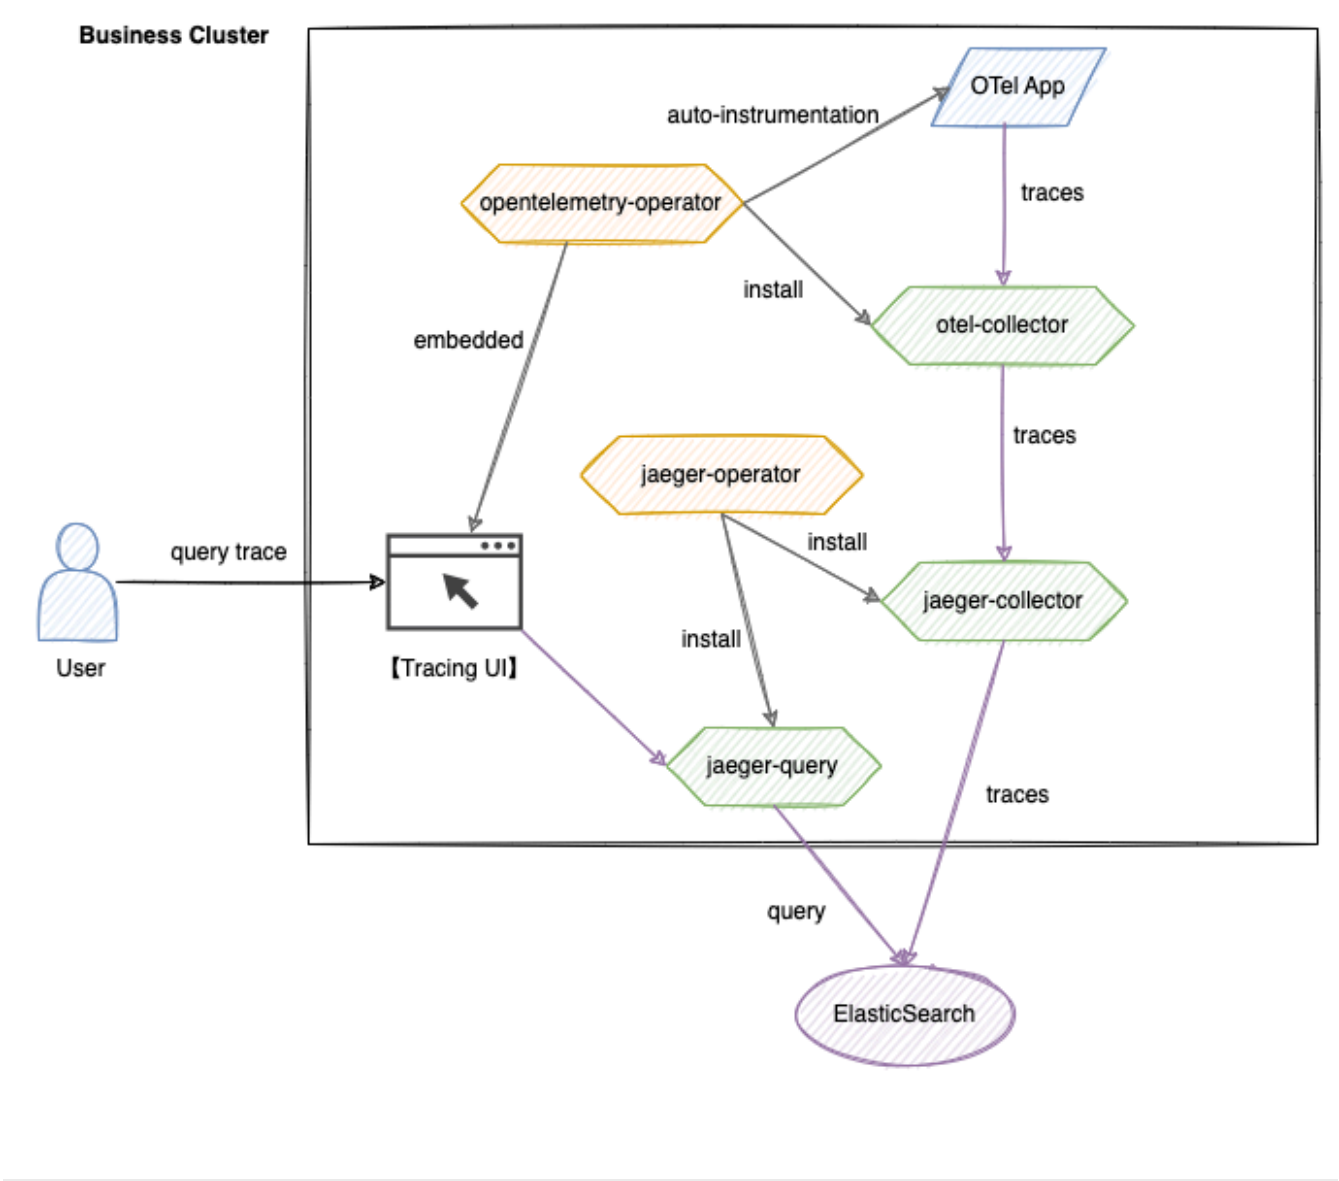 Business Cluster
OTel App
auto-instrumentation
traces
opentelemetry-operator
install
otel-collector
embedded
traces
jaeger-operator
install
query trace
jaeger-collector
install
User
【Tracing UI】
jaeger-query
traces
query
ElasticSearch